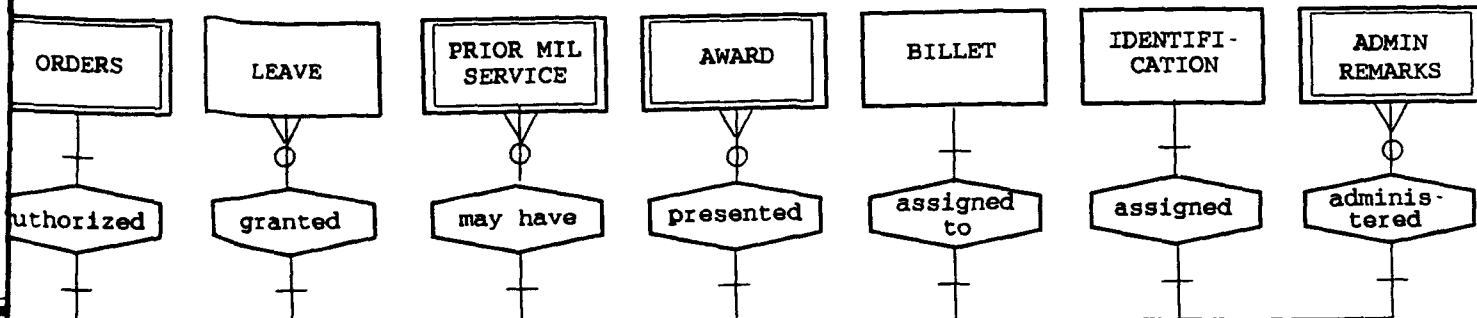 ORDERS
LEAVE
PRIOR MIL
SERVICE
AWARD
BILLET
IDENTIFI-
CATION
ADMIN
REMARKS
uthorized
granted
may have
presented
assigned
to
assigned
adminis-
tered